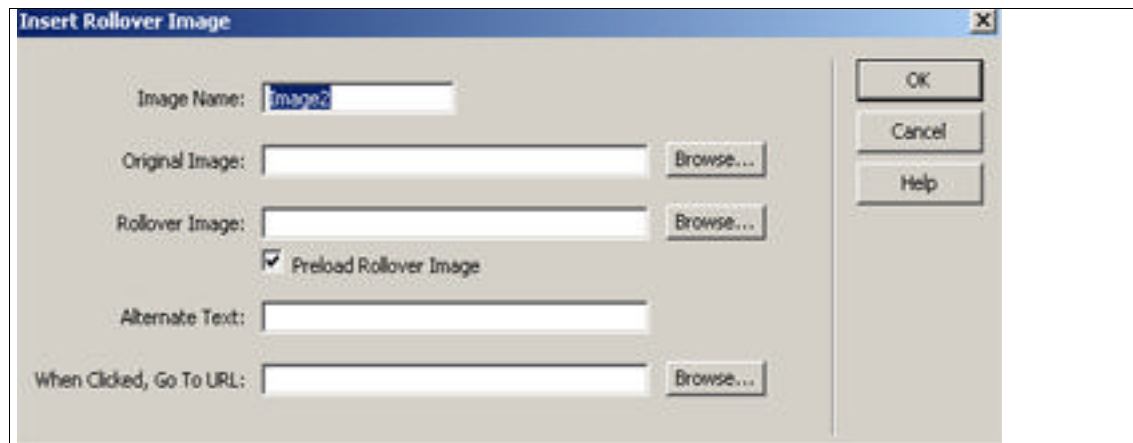 Insert Rollover Image
Image Name: Image2
OK
Cancel
Original Image: Browse...
Help
Rollover Image: Browse...
Preload Rollover Image
Alternate Text:
When Clicked, Go To URL: Browse...